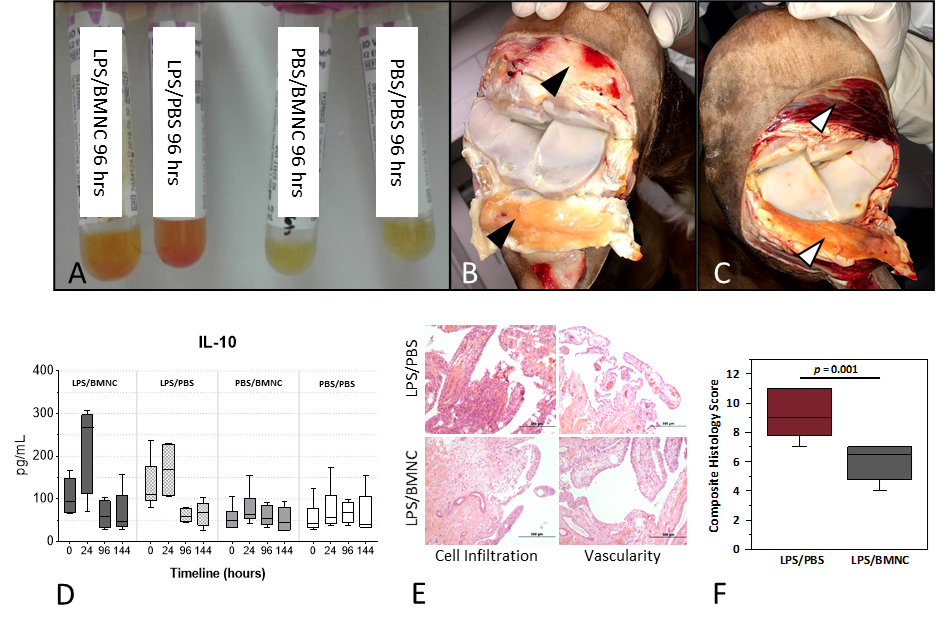 LPS/BMNC 96 hrs
LPS/PBS 96 hrs
PBS/BMNC 96 hrs
PBS/PBS 96 hrs
A
B
C
IL-10
400
300
200
100
0
pg/mL
LPS/BMNC
LPS/PBS
PBS/BMNC
PBS/PBS
0 24 96 144 0 24 96 144 0 24 96 144 0 24 96 144
Timeline (hours)
D
LPS/PBS
LPS/BMNC
Cell Infiltration
Vascularity
E
Composite Histology Score
12
10
8
6
4
2
0
p = 0.001
LPS/PBS
LPS/BMNC
F